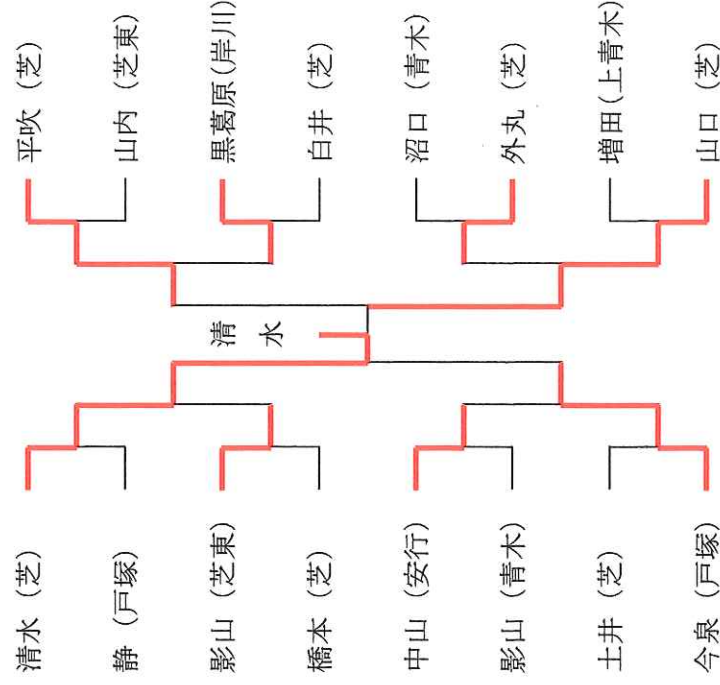 平吹 (芝)
山内 (芝東)
黒葛原(岸川)
白井 (芝)
沼口 (青木)
外丸 (芝)
増田(上青木)
山口 (芝)
清水
清水 (芝)
静 (戸塚)
影山 (芝東)
橋本 (芝)
中山 (安行)
影山 (青木)
土井 (芝)
今泉 (戸塚)